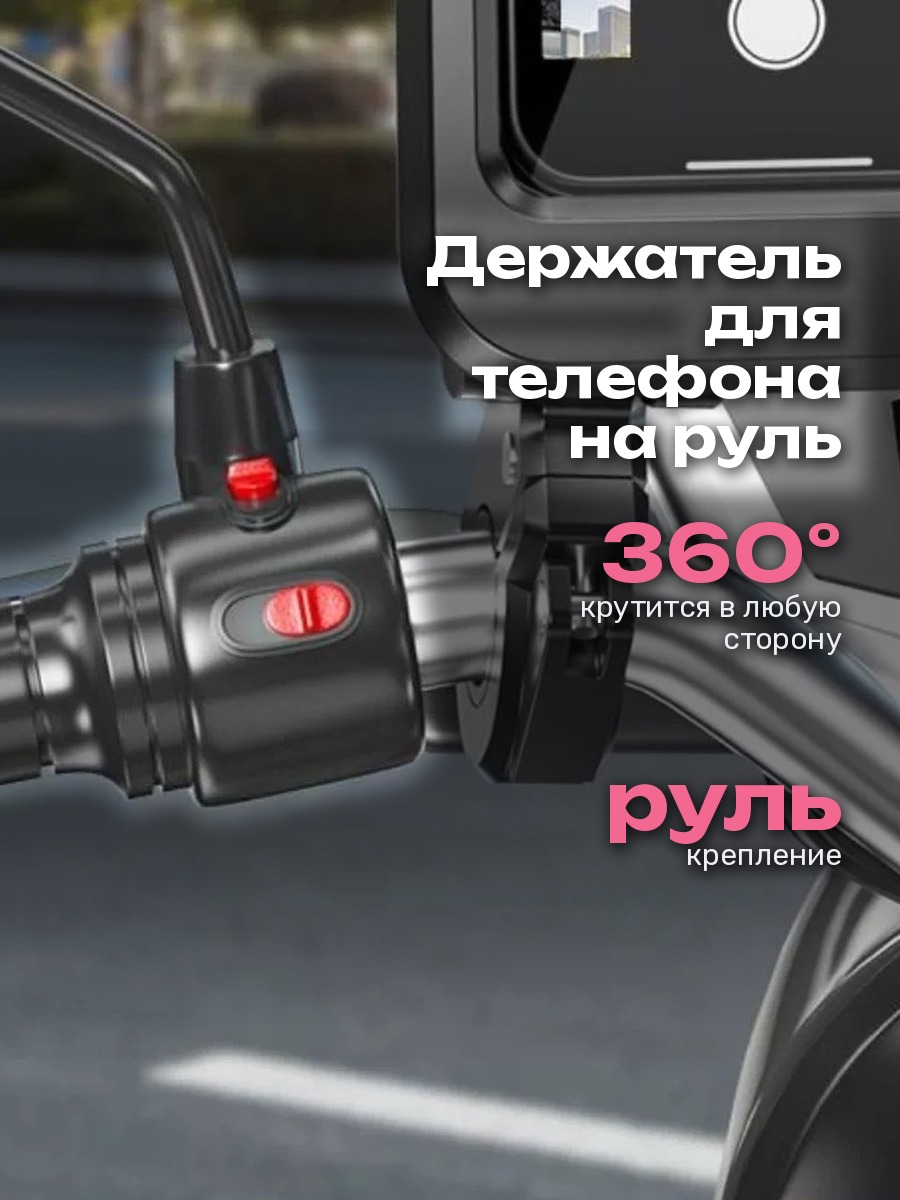 Держатель
для
телефона
на руль
360°
крутится в любую
сторону
руль
крепление